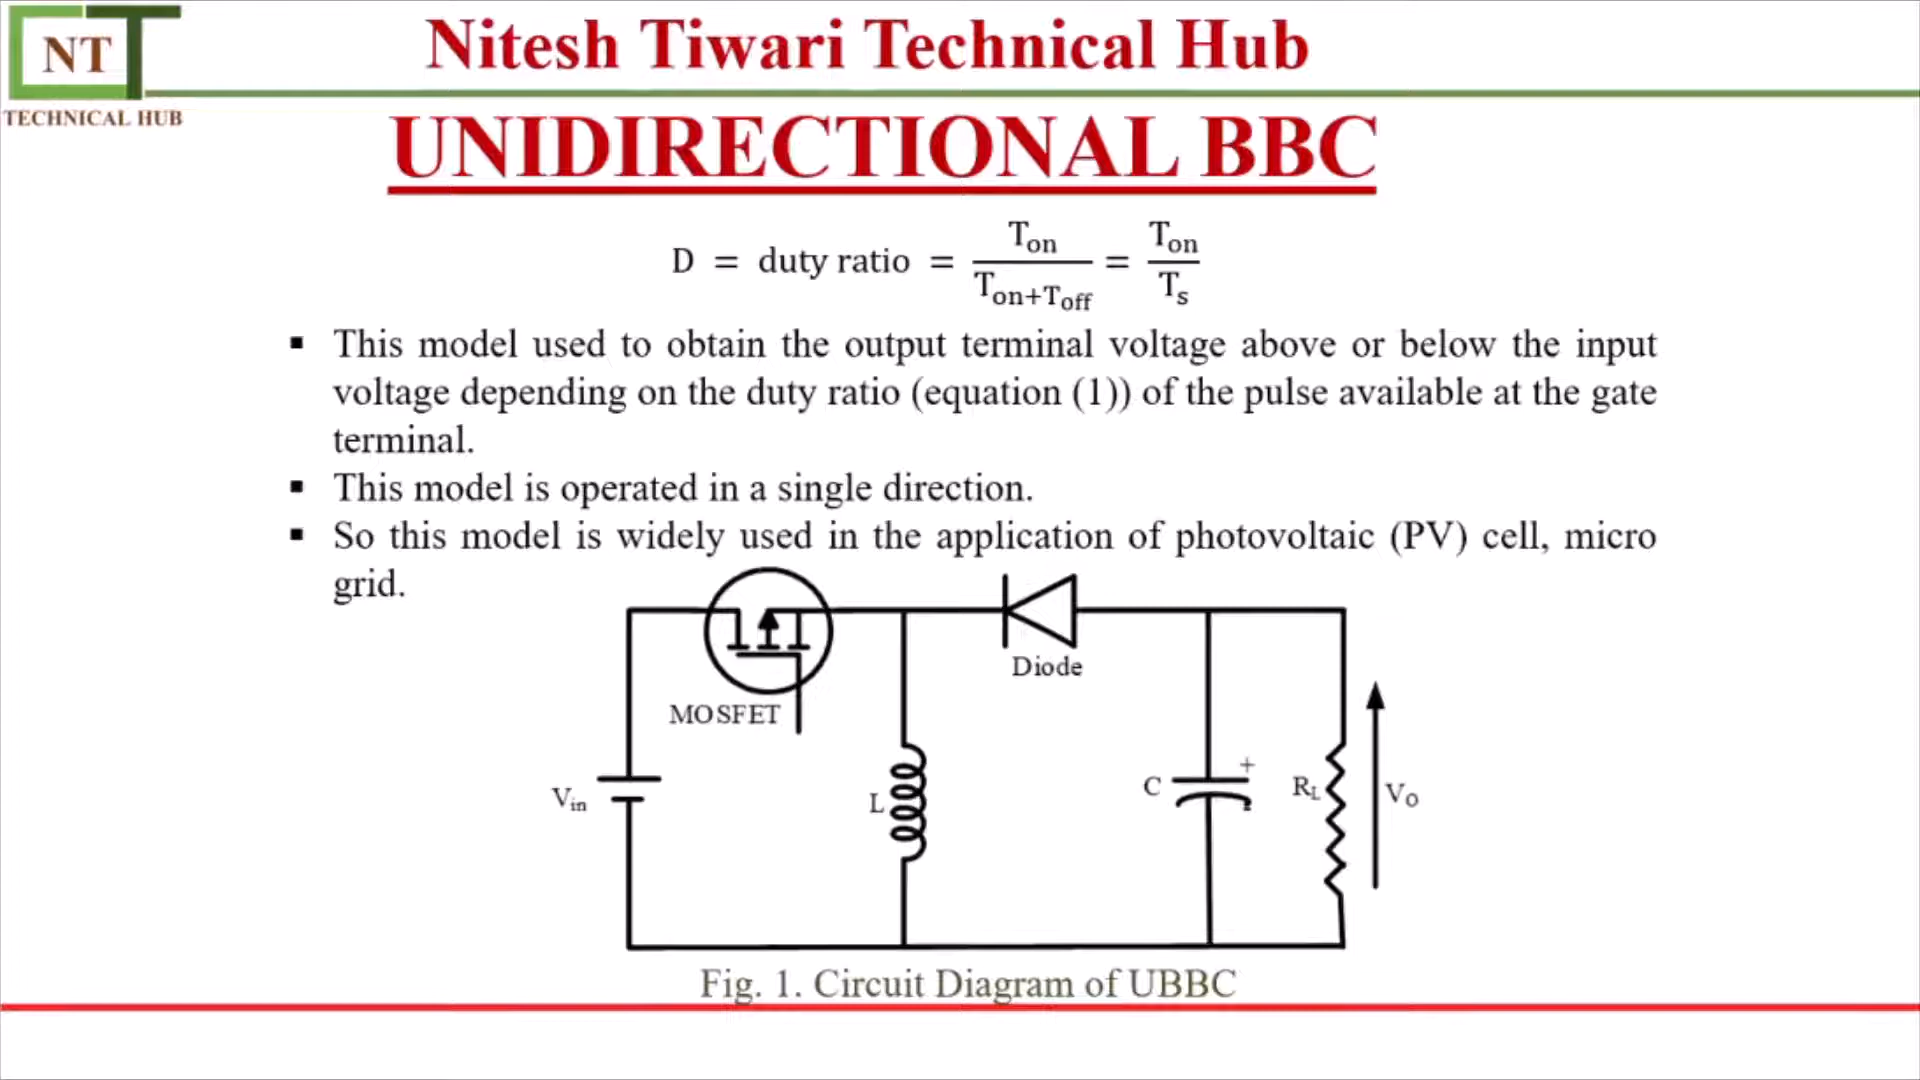 NT
TECHNICAL HUB
Nitesh Tiwari Technical Hub
UNIDIRECTIONAL BBC
D = duty ratio = Ton / Ton+Toff = Ton / Ts
▪ This model used to obtain the output terminal voltage above or below the input
voltage depending on the duty ratio (equation (1)) of the pulse available at the gate
terminal.
▪ This model is operated in a single direction.
▪ So this model is widely used in the application of photovoltaic (PV) cell, micro
grid.
Diode
MOSFET
Vin
L
C
+
-
RL
VO
Fig. 1. Circuit Diagram of UBBC